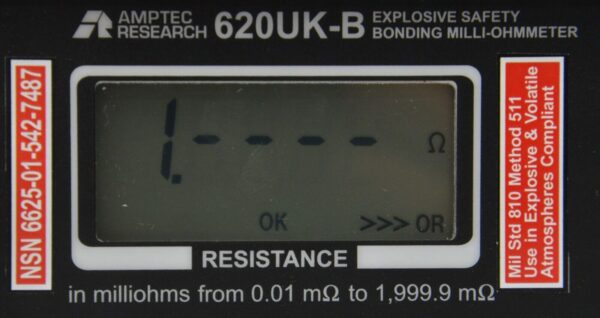 AMPTEC
RESEARCH
620UK-B
EXPLOSIVE SAFETY
BONDING MILLI-OHMMETER
NSN 6625-01-542-7487
1.---- Ω
OK >>> OR
Mil Std 810 Method 511
Use in Explosive & Volatile
Atmospheres Compliant
RESISTANCE
in milliohms from 0.01 mΩ to 1,999.9 mΩ